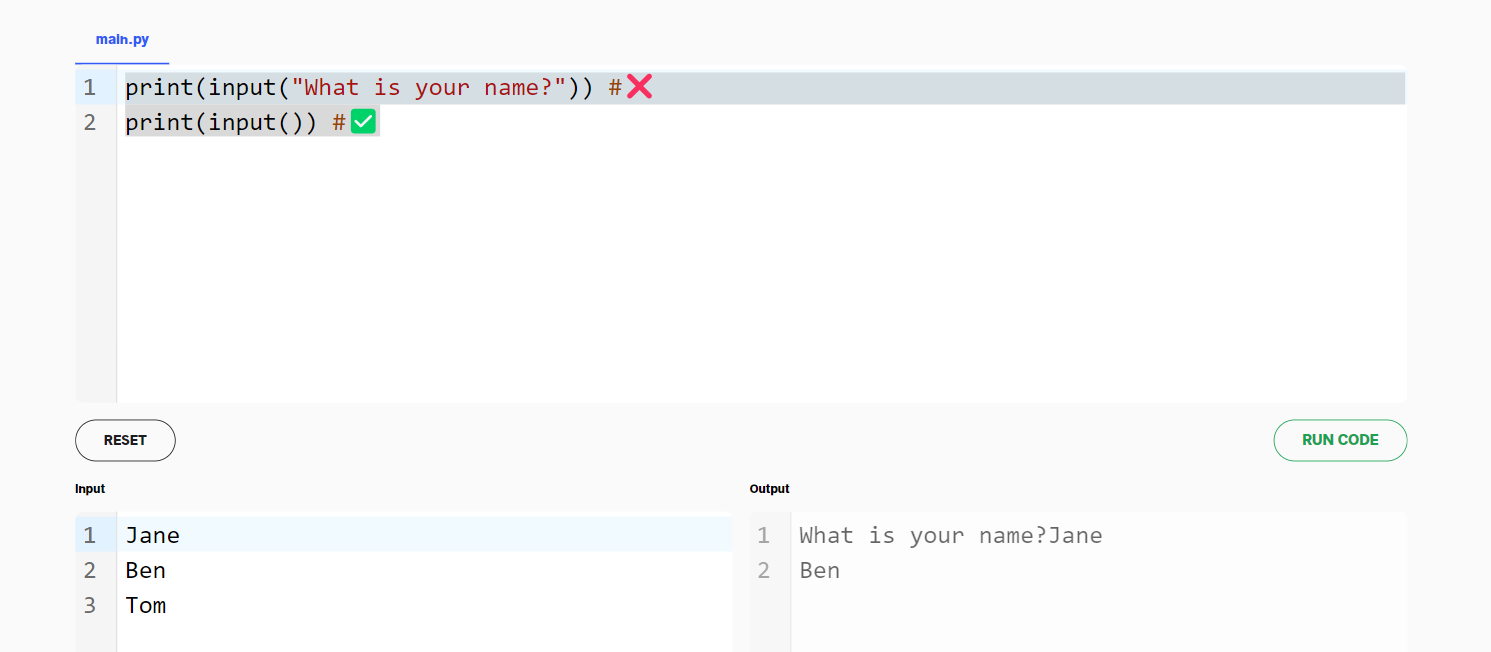 main.py
1 print(input("What is your name?")) #❌
2 print(input()) #✅
RESET
RUN CODE
Input
1 Jane
2 Ben
3 Tom
Output
1 What is your name?Jane
2 Ben